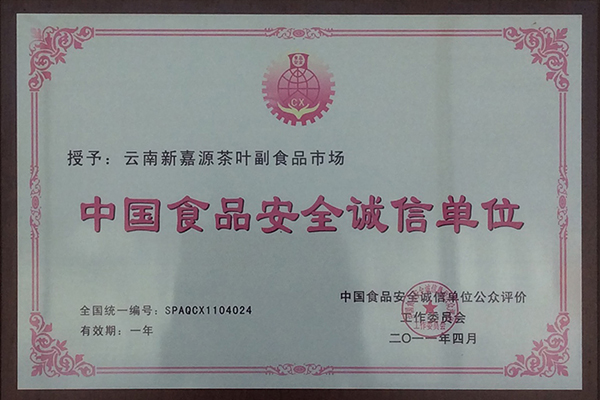 CX
授予：云南新嘉源茶叶副食品市场
中国食品安全诚信单位
全国统一编号：SPAQCX1104024
有效期：一年
中国食品安全诚信单位公众评价
工作委员会
二〇一一年四月